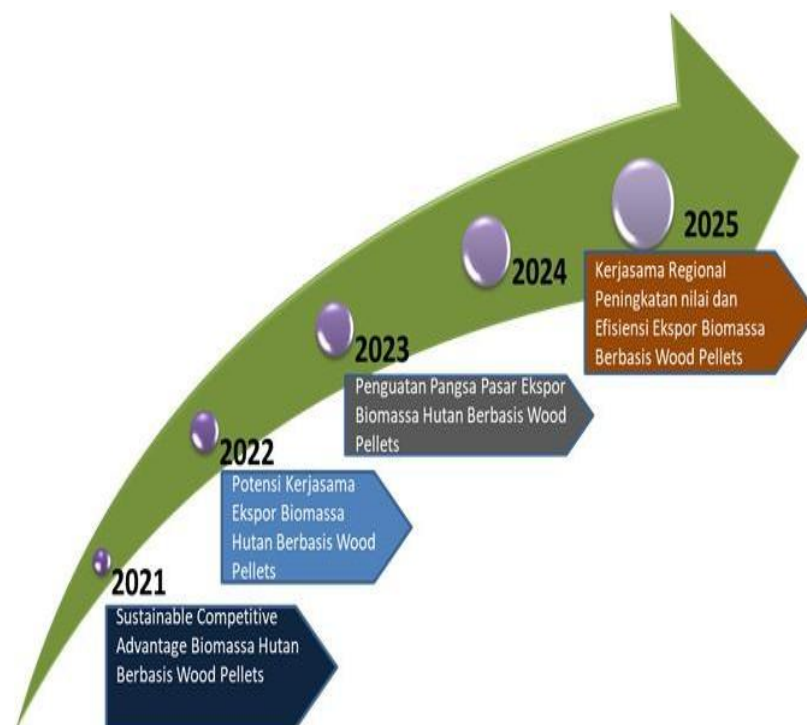 2021
Sustainable Competitive
Advantage Biomassa Hutan
Berbasis Wood Pellets
2022
Potensi Kerjasama
Ekspor Biomassa
Hutan Berbasis Wood
Pellets
2023
Penguatan Pangsa Pasar Ekspor
Biomassa Hutan Berbasis Wood
Pellets
2024
2025
Kerjasama Regional
Peningkatan nilai dan
Efisiensi Ekspor Biomassa
Berbasis Wood Pellets